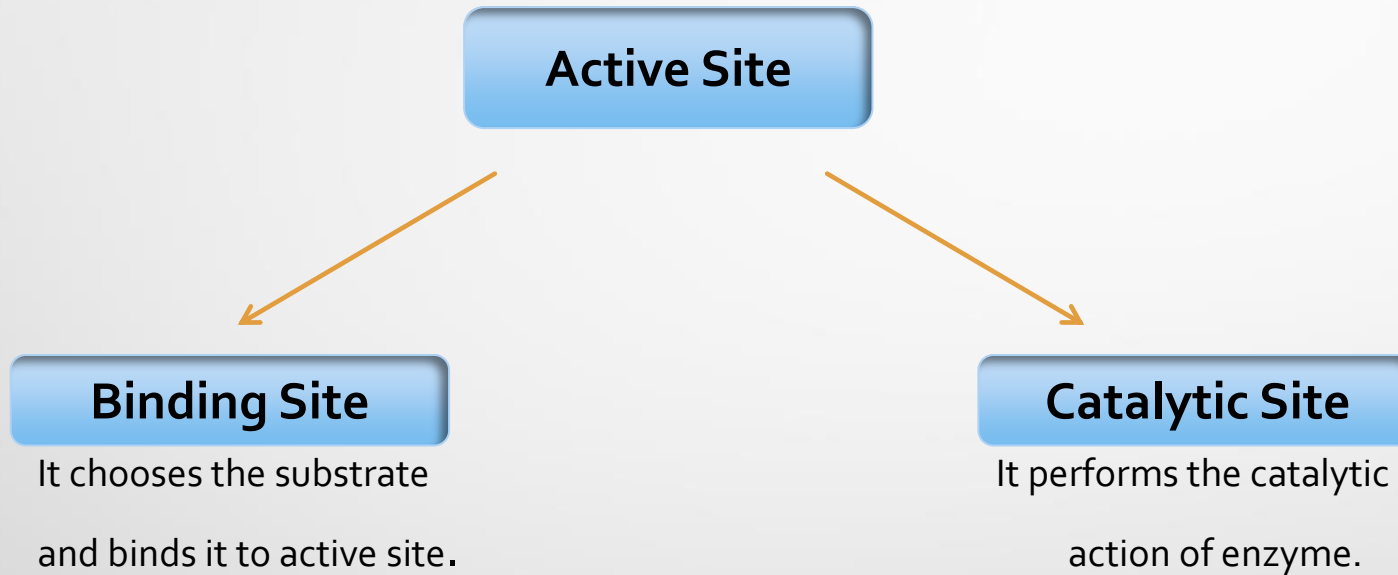 Active Site
Binding Site
It chooses the substrate
and binds it to active site.
Catalytic Site
It performs the catalytic
action of enzyme.